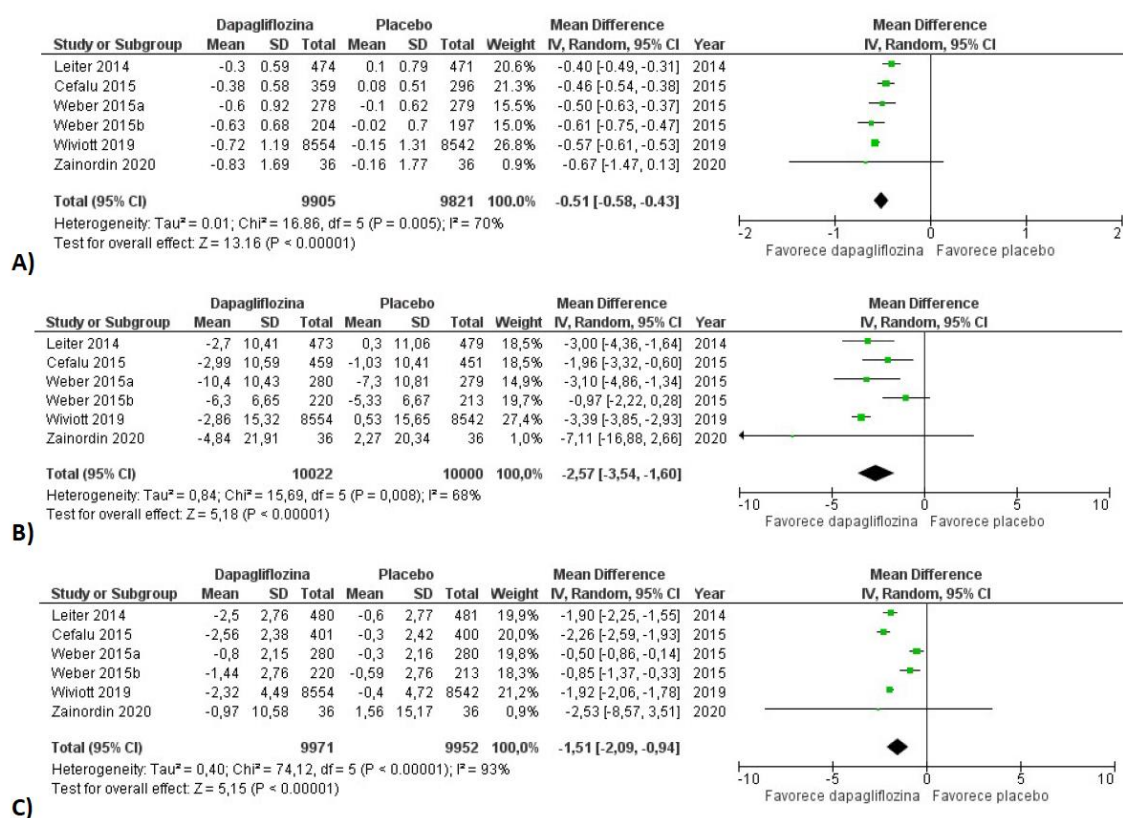 Dapagliflozina Placebo Mean Difference Mean Difference
Study or Subgroup Mean SD Total Mean SD Total Weight IV, Random, 95% CI Year IV, Random, 95% CI
Leiter 2014 -0.3 0.59 474 0.1 0.79 471 20.6% -0.40 [-0.49, -0.31] 2014
Cefalu 2015 -0.38 0.58 359 0.08 0.51 296 21.3% -0.46 [-0.54, -0.38] 2015
Weber 2015a -0.6 0.92 278 -0.1 0.62 279 15.5% -0.50 [-0.63, -0.37] 2015
Weber 2015b -0.63 0.68 204 -0.02 0.7 197 15.0% -0.61 [-0.75, -0.47] 2015
Wiviott 2019 -0.72 1.19 8554 -0.15 1.31 8542 26.8% -0.57 [-0.61, -0.53] 2019
Zainordin 2020 -0.83 1.69 36 -0.16 1.77 36 0.9% -0.67 [-1.47, 0.13] 2020
Total (95% CI) 9905 9821 100.0% -0.51 [-0.58, -0.43]
Heterogeneity: Tau² = 0.01; Chi² = 16.86, df = 5 (P = 0.005); I² = 70%
Test for overall effect: Z = 13.16 (P < 0.00001)
-2 -1 0 1 2
Favorece dapagliflozina Favorece placebo
A)
Dapagliflozina Placebo Mean Difference Mean Difference
Study or Subgroup Mean SD Total Mean SD Total Weight IV, Random, 95% CI Year IV, Random, 95% CI
Leiter 2014 -2,7 10,41 473 0,3 11,06 479 18,5% -3,00 [-4,36, -1,64] 2014
Cefalu 2015 -2,99 10,59 459 -1,03 10,41 451 18,5% -1,96 [-3,32, -0,60] 2015
Weber 2015a -10,4 10,43 280 -7,3 10,81 279 14,9% -3,10 [-4,86, -1,34] 2015
Weber 2015b -6,3 6,65 220 -5,33 6,67 213 19,7% -0,97 [-2,22, 0,28] 2015
Wiviott 2019 -2,86 15,32 8554 0,53 15,65 8542 27,4% -3,39 [-3,85, -2,93] 2019
Zainordin 2020 -4,84 21,91 36 2,27 20,34 36 1,0% -7,11 [-16,88, 2,66] 2020
Total (95% CI) 10022 10000 100,0% -2,57 [-3,54, -1,60]
Heterogeneity: Tau² = 0,84; Chi² = 15,69, df = 5 (P = 0,008); I² = 68%
Test for overall effect: Z = 5,18 (P < 0.00001)
-10 -5 0 5 10
Favorece dapagliflozina Favorece placebo
B)
Dapagliflozina Placebo Mean Difference Mean Difference
Study or Subgroup Mean SD Total Mean SD Total Weight IV, Random, 95% CI Year IV, Random, 95% CI
Leiter 2014 -2,5 2,76 480 -0,6 2,77 481 19,9% -1,90 [-2,25, -1,55] 2014
Cefalu 2015 -2,56 2,38 401 -0,3 2,42 400 20,0% -2,26 [-2,59, -1,93] 2015
Weber 2015a -0,8 2,15 280 -0,3 2,16 280 19,8% -0,50 [-0,86, -0,14] 2015
Weber 2015b -1,44 2,76 220 -0,59 2,76 213 18,3% -0,85 [-1,37, -0,33] 2015
Wiviott 2019 -2,32 4,49 8554 -0,4 4,72 8542 21,2% -1,92 [-2,06, -1,78] 2019
Zainordin 2020 -0,97 10,58 36 1,56 15,17 36 0,9% -2,53 [-8,57, 3,51] 2020
Total (95% CI) 9971 9952 100,0% -1,51 [-2,09, -0,94]
Heterogeneity: Tau² = 0,40; Chi² = 74,12, df = 5 (P < 0.00001); I² = 93%
Test for overall effect: Z = 5,15 (P < 0.00001)
-10 -5 0 5 10
Favorece dapagliflozina Favorece placebo
C)